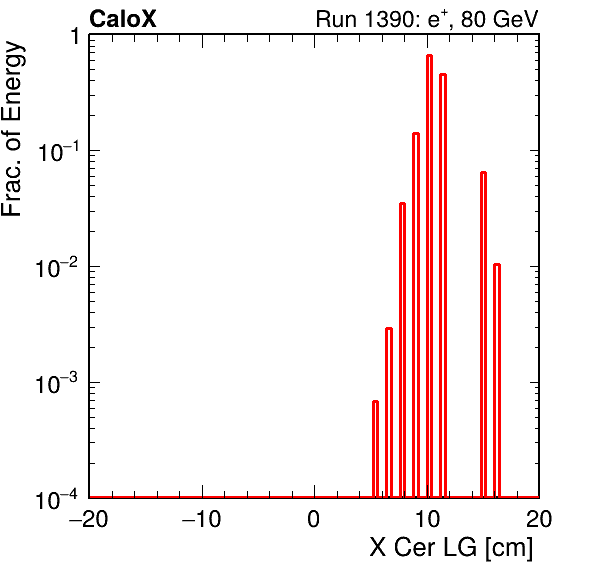 CaloX Run 1390: e⁺, 80 GeV
Frac. of Energy
1
10⁻¹
10⁻²
10⁻³
10⁻⁴
−20 −10 0 10 20
X Cer LG [cm]